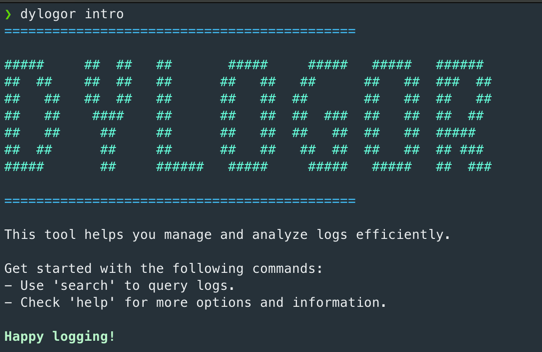 ❯ dylogor intro
============================================
#####     ##  ##   ##       #####     #####   #####   ######
##  ##    ##  ##   ##      ##   ##   ##      ##   ##  ###  ##
##   ##   ##  ##   ##      ##   ##  ##       ##   ##  ##   ##
##   ##    ####    ##      ##   ##  ##  ###  ##   ##  ##  ##
##   ##     ##     ##      ##   ##  ##   ##  ##   ##  #####
##  ##      ##     ##      ##   ##   ##  ##  ##   ##  ## ###
#####       ##     ######   #####     #####   #####   ##  ###
============================================
This tool helps you manage and analyze logs efficiently.
Get started with the following commands:
- Use 'search' to query logs.
- Check 'help' for more options and information.
Happy logging!